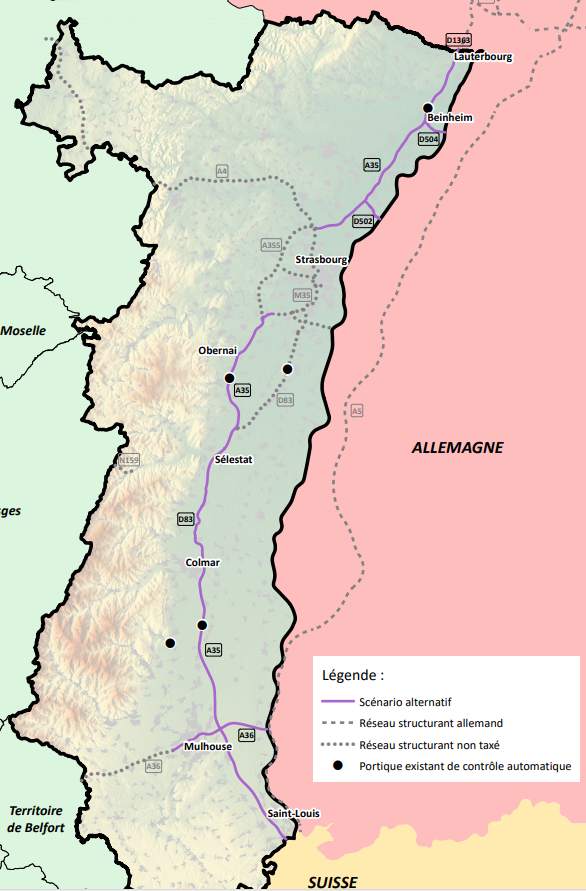 D1363
Lauterbourg
Beinheim
D504
A4
A35
D502
A355
Strasbourg
M35
Moselle
Obernai
A35
D83
A5
ALLEMAGNE
N159
Sélestat
ges
D83
Colmar
A35
Légende :
Scénario alternatif
Réseau structurant allemand
Réseau structurant non taxé
Portique existant de contrôle automatique
A36
Mulhouse
A36
Territoire
de Belfort
Saint-Louis
SUISSE